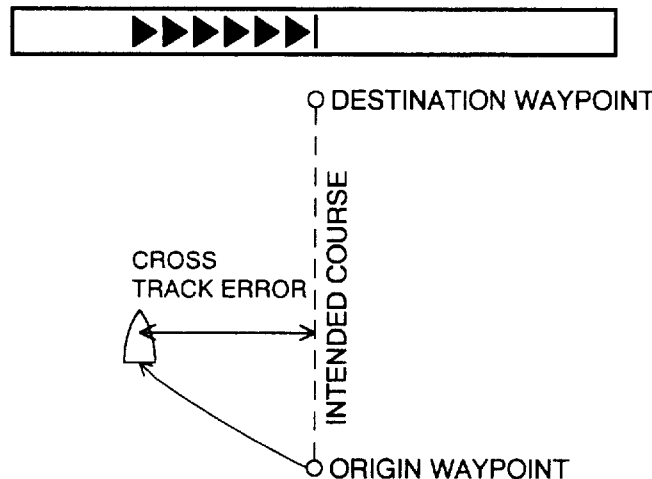 DESTINATION WAYPOINT
INTENDED COURSE
CROSS
TRACK ERROR
ORIGIN WAYPOINT